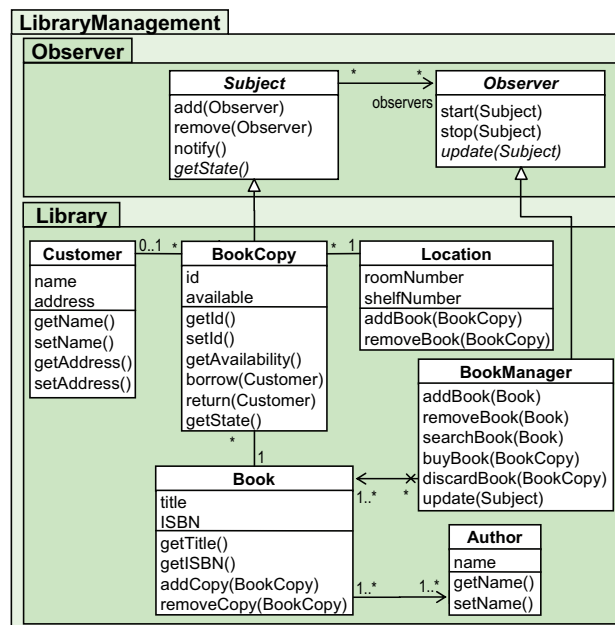 LibraryManagement
Observer
Subject
add(Observer)
remove(Observer)
notify()
getState()
*
*
observers
Observer
start(Subject)
stop(Subject)
update(Subject)
Library
Customer
name
address
getName()
setName()
getAddress()
setAddress()
0..1
*
BookCopy
id
available
getId()
setId()
getAvailability()
borrow(Customer)
return(Customer)
getState()
*
1
Location
roomNumber
shelfNumber
addBook(BookCopy)
removeBook(BookCopy)
BookManager
addBook(Book)
removeBook(Book)
searchBook(Book)
buyBook(BookCopy)
discardBook(BookCopy)
update(Subject)
*
1
Book
title
ISBN
getTitle()
getISBN()
addCopy(BookCopy)
removeCopy(BookCopy)
1..*
*
1..*
1..*
Author
name
getName()
setName()